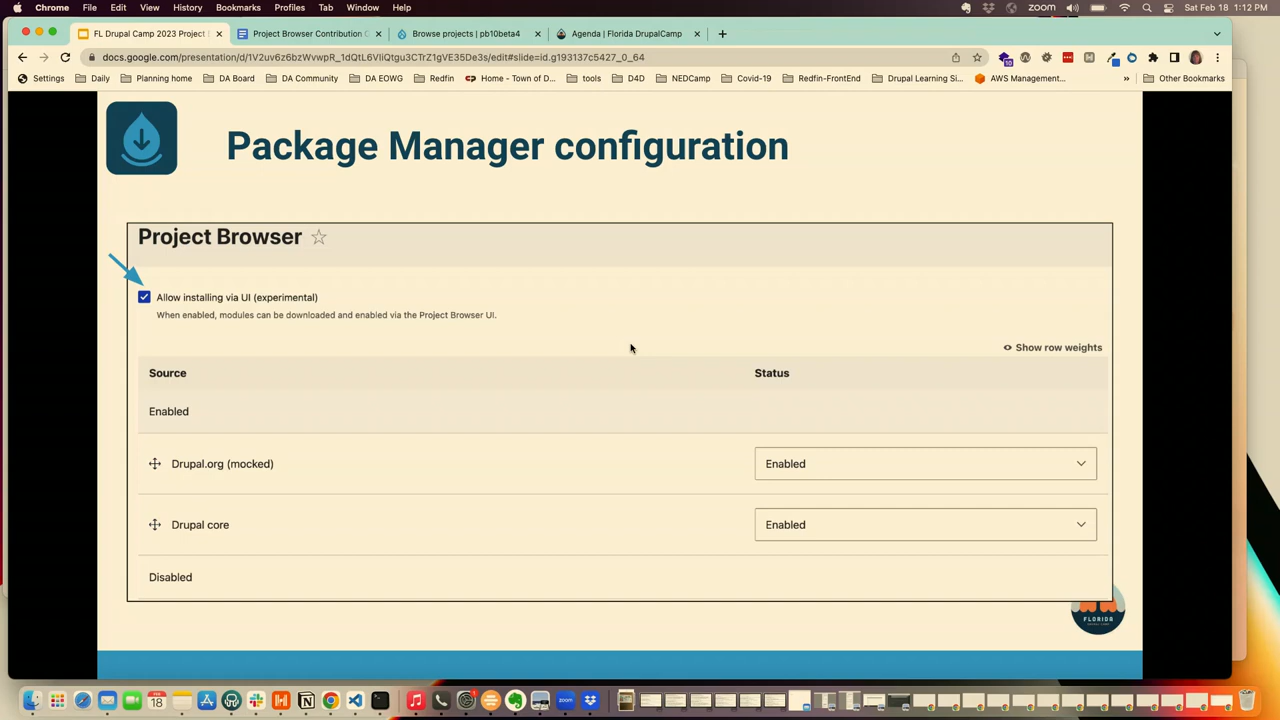 Chrome File Edit View History Bookmarks Profiles Tab Window Help zoom Sat Feb 18 1:12 PM
FL Drupal Camp 2023 Project Project Browser Contribution G Browse projects | pb10beta4 Agenda | Florida DrupalCamp
docs.google.com/presentation/d/1V2uv6z6bzWvwpR_1dQtL6VIiQtgu3CTrZ1gVE35De3s/edit#slide=id.g193137c5427_0_64
Settings Daily Planning home DA Board DA Community DA EOWG Redfin Home - Town of D... tools D4D NEDCamp Covid-19 Redfin-FrontEnd Drupal Learning Si... AWS Management... » Other Bookmarks
Package Manager configuration
Project Browser
Allow installing via UI (experimental)
When enabled, modules can be downloaded and enabled via the Project Browser UI.
Show row weights
Source Status
Enabled
Drupal.org (mocked) Enabled
Drupal core Enabled
Disabled
FLORIDA
FEB
18
zoom